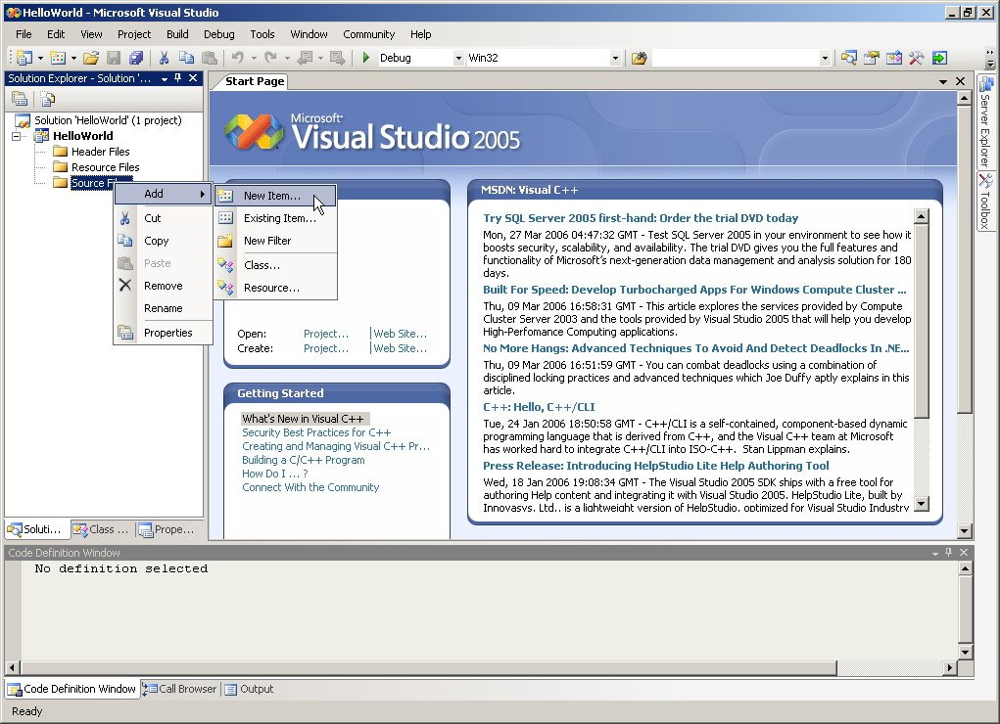 HelloWorld - Microsoft Visual Studio
File Edit View Project Build Debug Tools Window Community Help
Debug Win32
Solution Explorer - Solution '...
Start Page
Solution 'HelloWorld' (1 project)
HelloWorld
Header Files
Resource Files
Source
Add
Cut
Copy
Paste
Remove
Rename
Properties
New Item...
Existing Item...
New Filter
Class...
Resource...
Microsoft®
Visual Studio 2005
Open: Project... Web Site...
Create: Project... Web Site...
Getting Started
What's New in Visual C++
Security Best Practices for C++
Creating and Managing Visual C++ Pr...
Building a C/C++ Program
How Do I ... ?
Connect With the Community
MSDN: Visual C++
Try SQL Server 2005 first-hand: Order the trial DVD today
Mon, 27 Mar 2006 04:47:32 GMT - Test SQL Server 2005 in your environment to see how it
boosts security, scalability, and availability. The trial DVD gives you the full features and
functionality of Microsoft's next-generation data management and analysis solution for 180
days.
Built For Speed: Develop Turbocharged Apps For Windows Compute Cluster ...
Thu, 09 Mar 2006 16:58:31 GMT - This article explores the services provided by Compute
Cluster Server 2003 and the tools provided by Visual Studio 2005 that will help you develop
High-Perfomance Computing applications.
No More Hangs: Advanced Techniques To Avoid And Detect Deadlocks In .NE...
Thu, 09 Mar 2006 16:51:59 GMT - You can combat deadlocks using a combination of
disciplined locking practices and advanced techniques which Joe Duffy aptly explains in this
article.
C++: Hello, C++/CLI
Tue, 24 Jan 2006 18:50:58 GMT - C++/CLI is a self-contained, component-based dynamic
programming language that is derived from C++, and the Visual C++ team at Microsoft
has worked hard to integrate C++/CLI into ISO-C++. Stan Lippman explains.
Press Release: Introducing HelpStudio Lite Help Authoring Tool
Wed, 18 Jan 2006 19:08:34 GMT - The Visual Studio 2005 SDK ships with a free tool for
authoring Help content and integrating it with Visual Studio 2005. HelpStudio Lite, built by
Innovasys, Ltd., is a lightweight version of HelpStudio, optimized for Visual Studio Industry
Server Explorer
Toolbox
Soluti... Class ... Prope...
Code Definition Window
No definition selected
Code Definition Window Call Browser Output
Ready